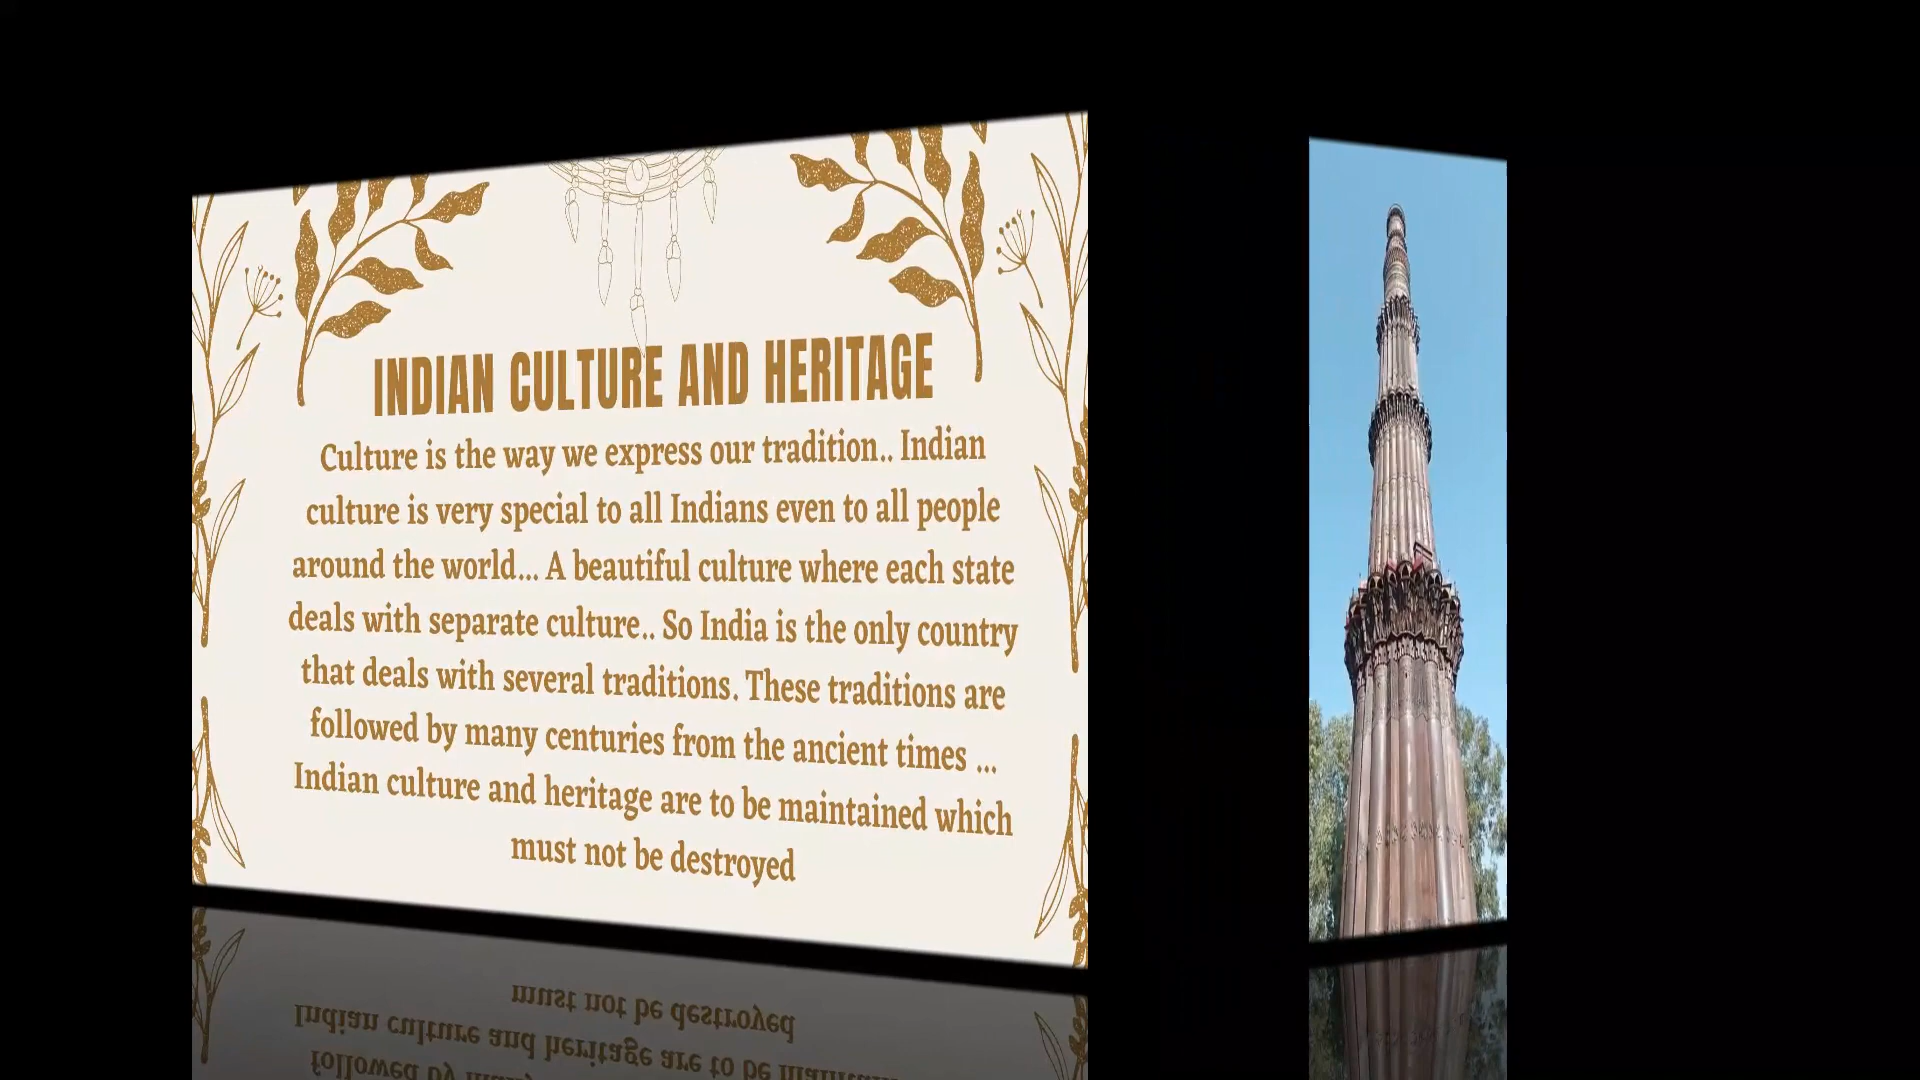 INDIAN CULTURE AND HERITAGE
Culture is the way we express our tradition.. Indian
culture is very special to all Indians even to all people
around the world... A beautiful culture where each state
deals with separate culture.. So India is the only country
that deals with several traditions. These traditions are
followed by many centuries from the ancient times ...
Indian culture and heritage are to be maintained which
must not be destroyed